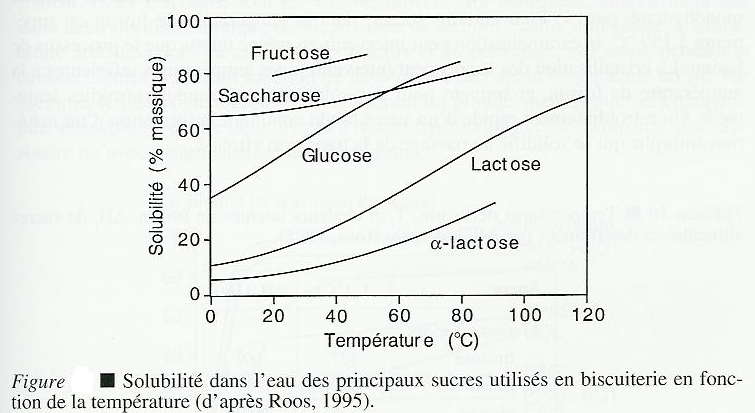 100
80
60
40
20
0
Solubilité (% massique)
Fructose
Saccharose
Glucose
Lactose
α-lactose
0 20 40 60 80 100 120
Température (°C)
Figure ■ Solubilité dans l'eau des principaux sucres utilisés en biscuiterie en fonc-
tion de la température (d'après Roos, 1995).